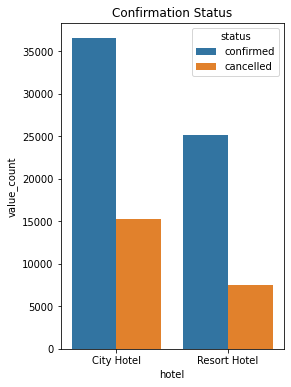 Confirmation Status
status
confirmed
cancelled
35000
30000
25000
20000
15000
10000
5000
0
value_count
City Hotel
Resort Hotel
hotel